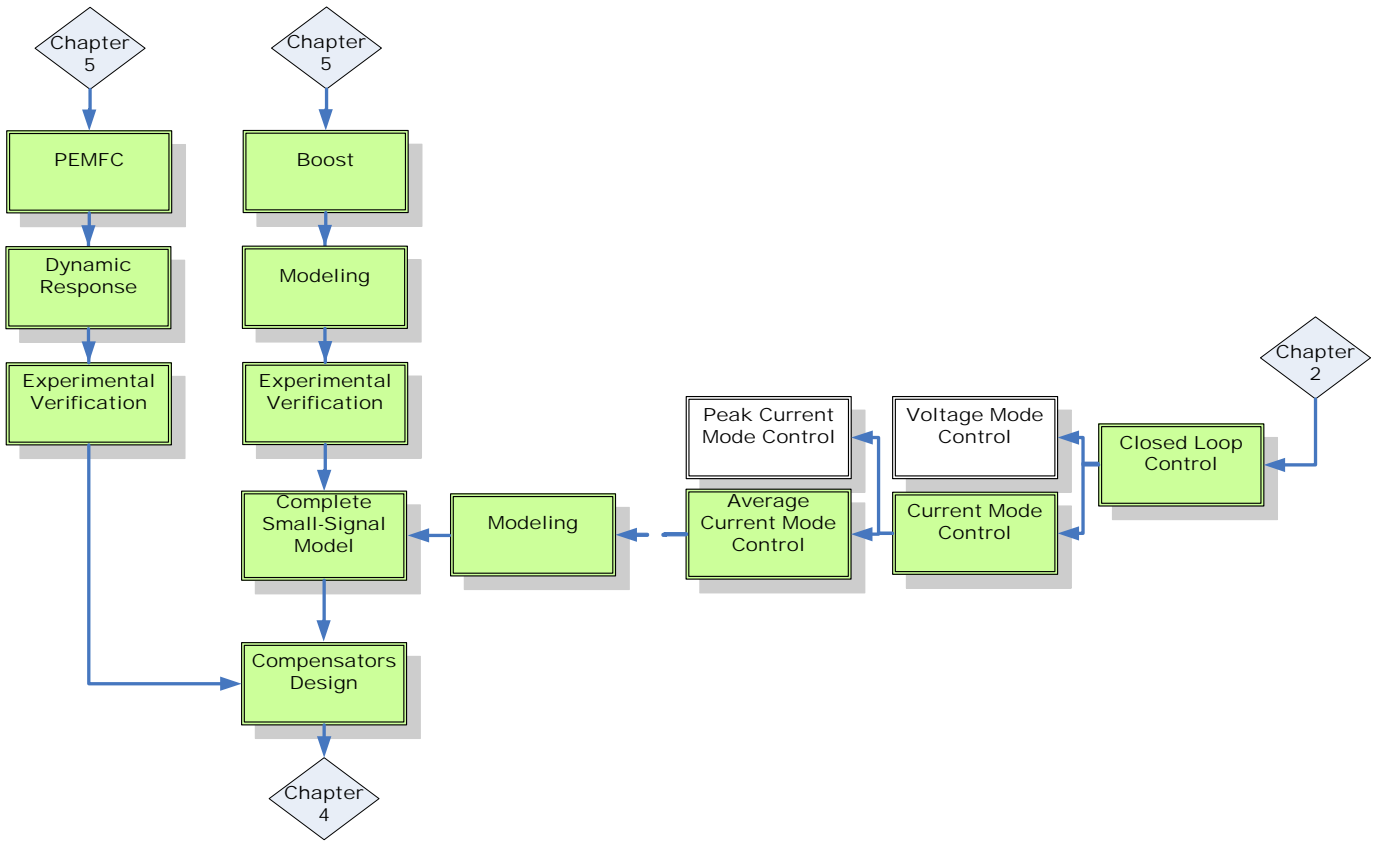 Chapter
5
Chapter
5
PEMFC
Boost
Dynamic
Response
Modeling
Experimental
Verification
Experimental
Verification
Chapter
2
Peak Current
Mode Control
Voltage Mode
Control
Closed Loop
Control
Complete
Small-Signal
Model
Modeling
Average
Current Mode
Control
Current Mode
Control
Compensators
Design
Chapter
4